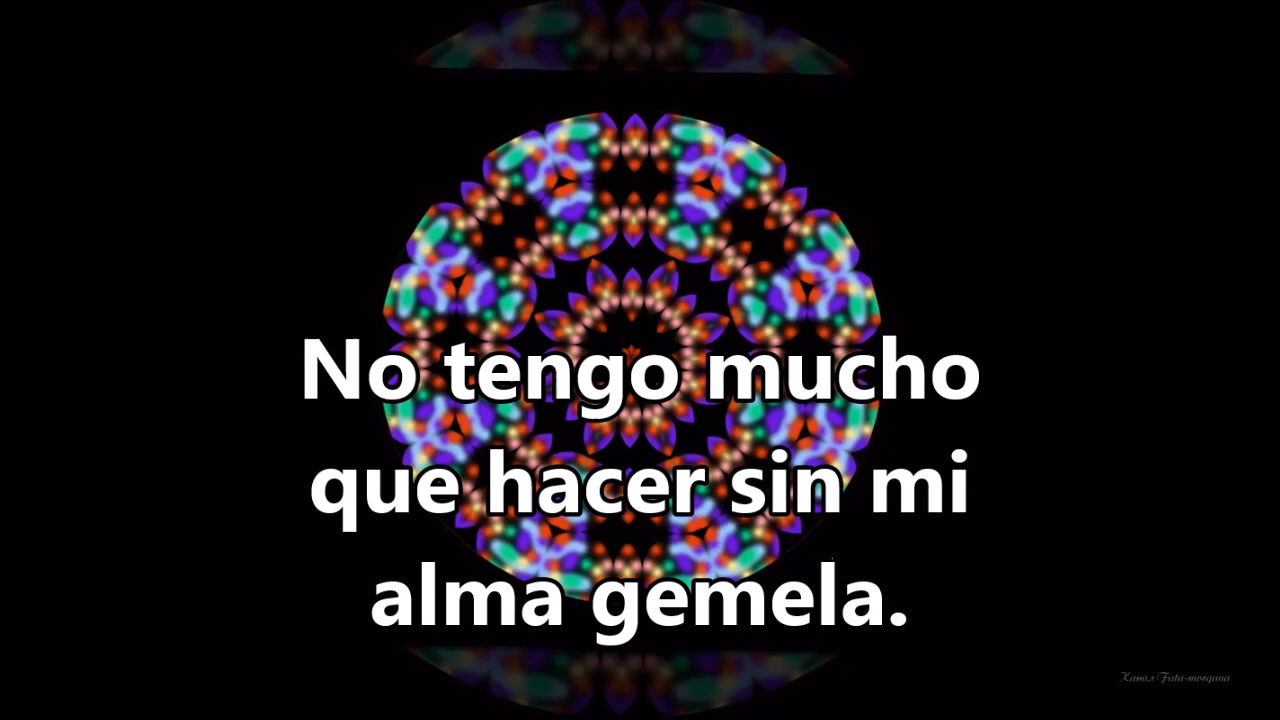 No tengo mucho
que hacer sin mi
alma gemela.
Канал Fata-morgana